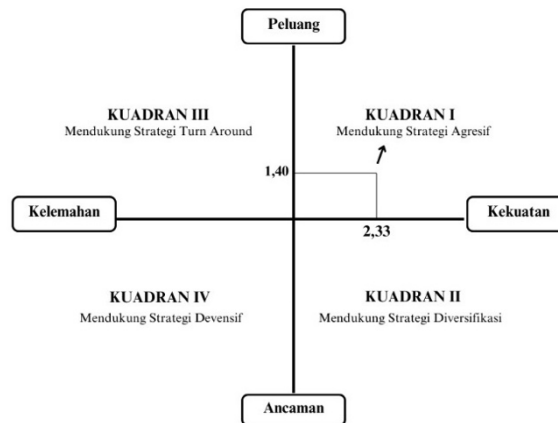 Peluang
KUADRAN III
Mendukung Strategi Turn Around
KUADRAN I
Mendukung Strategi Agresif
1,40
Kelemahan
Kekuatan
2,33
KUADRAN IV
Mendukung Strategi Devensif
KUADRAN II
Mendukung Strategi Diversifikasi
Ancaman